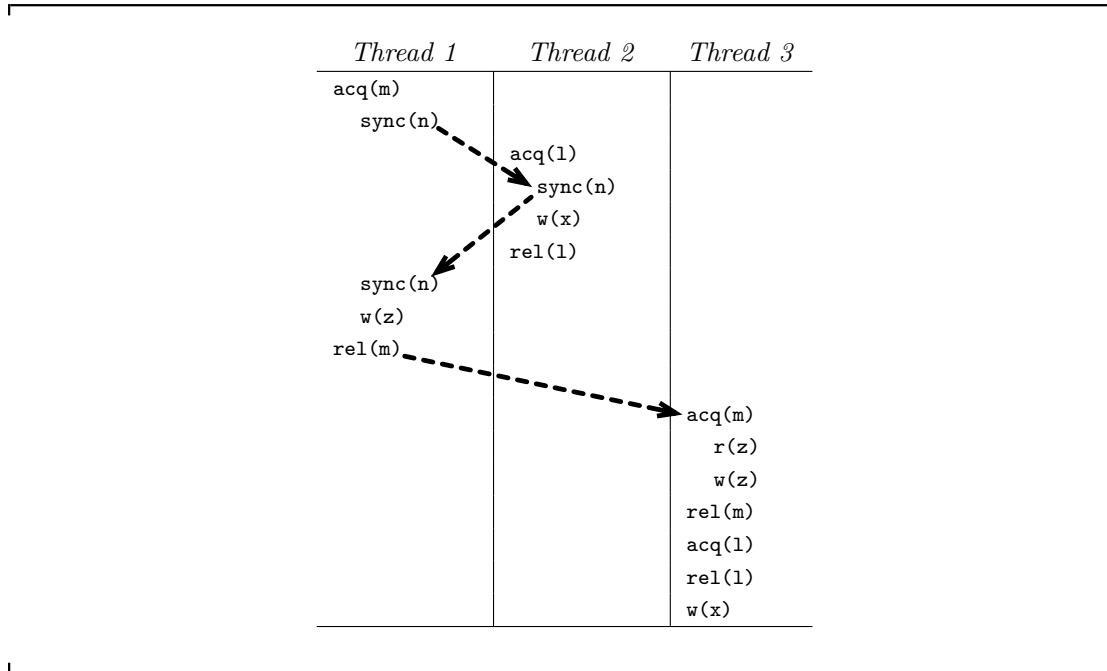 Thread 1 Thread 2 Thread 3
acq(m)
sync(n)
acq(l)
sync(n)
w(x)
rel(l)
sync(n)
w(z)
rel(m)
acq(m)
r(z)
w(z)
rel(m)
acq(l)
rel(l)
w(x)